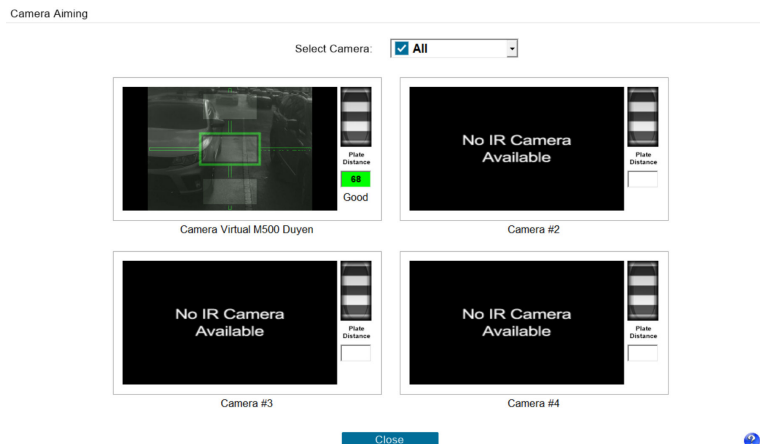 Camera Aiming
Select Camera:
All
Plate
Distance
68
Good
Camera Virtual M500 Duyen
No IR Camera
Available
Plate
Distance
Camera #2
No IR Camera
Available
Plate
Distance
Camera #3
No IR Camera
Available
Plate
Distance
Camera #4
Close
?